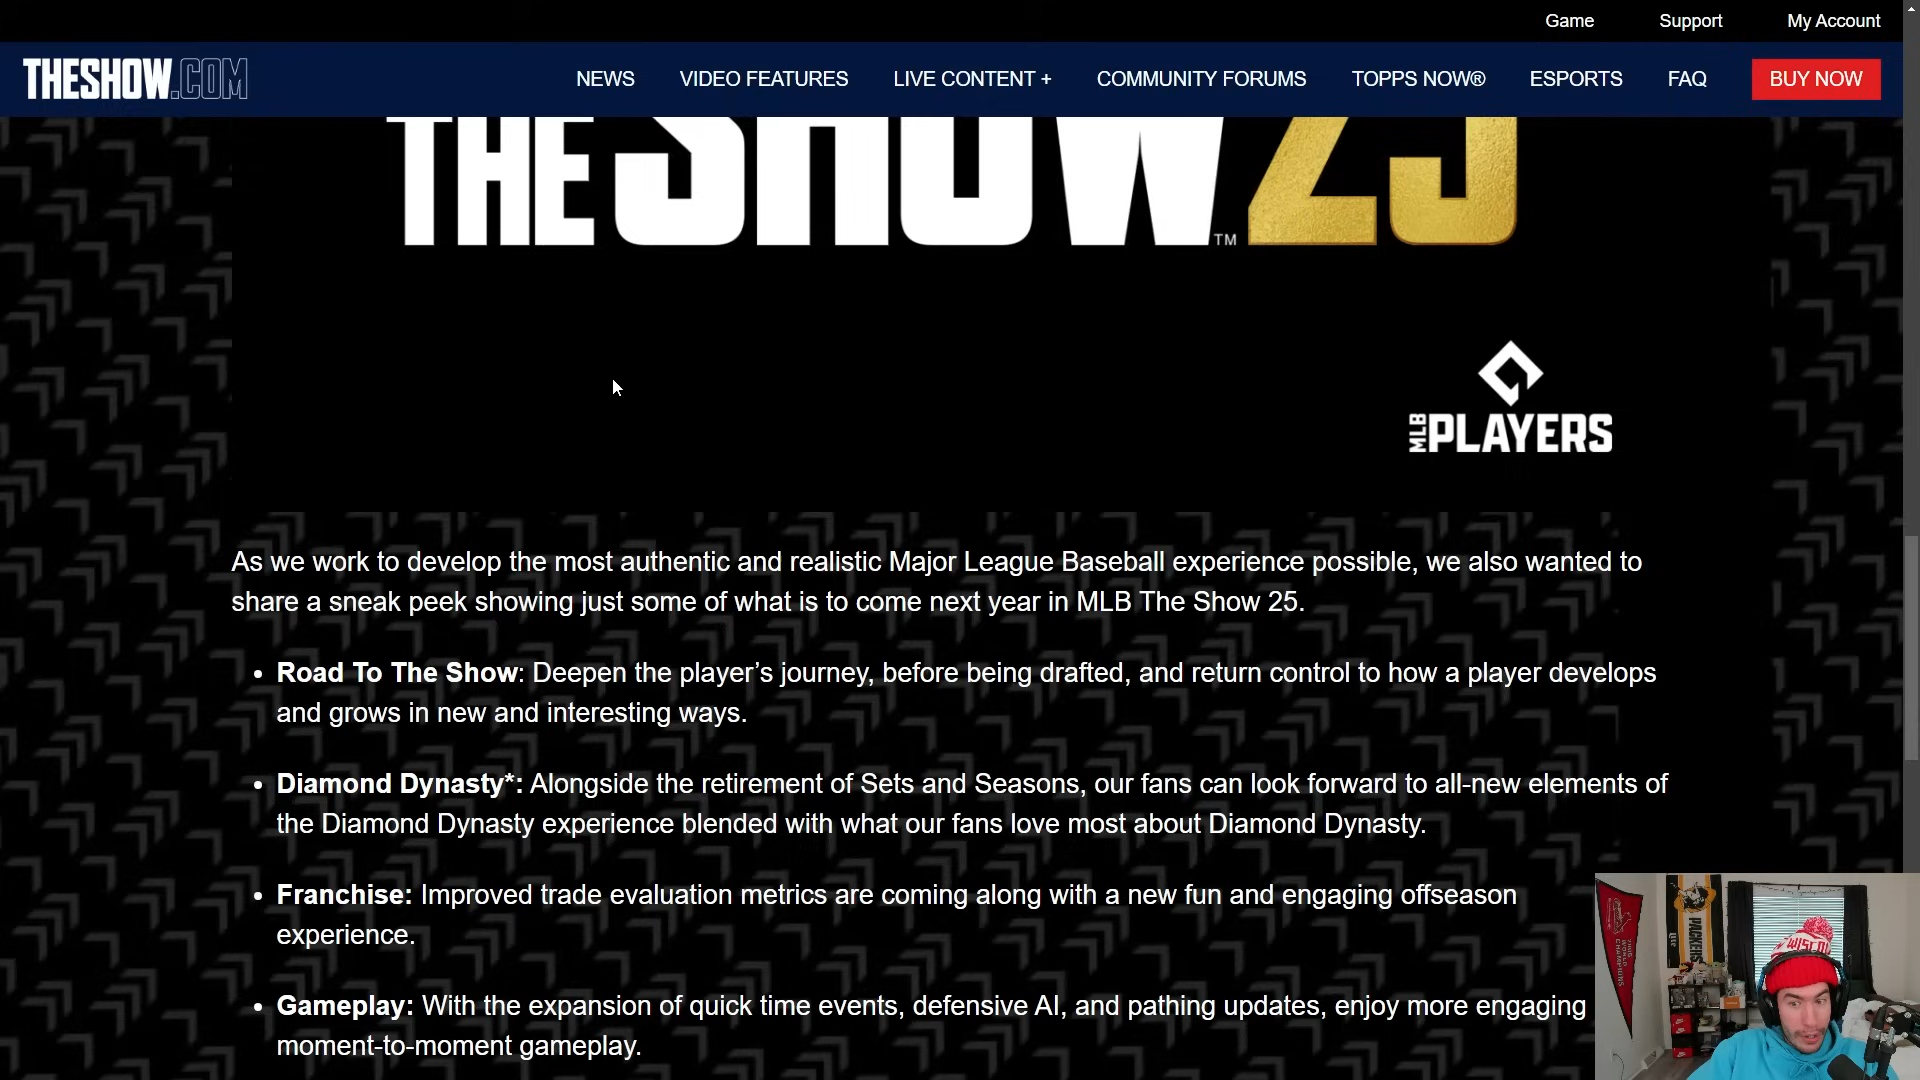 Game Support My Account
THESHOW.COM NEWS VIDEO FEATURES LIVE CONTENT + COMMUNITY FORUMS TOPPS NOW® ESPORTS FAQ BUY NOW
THE SHOW 25
TM
MLB PLAYERS
As we work to develop the most authentic and realistic Major League Baseball experience possible, we also wanted to
share a sneak peek showing just some of what is to come next year in MLB The Show 25.
• Road To The Show: Deepen the player’s journey, before being drafted, and return control to how a player develops
and grows in new and interesting ways.
• Diamond Dynasty*: Alongside the retirement of Sets and Seasons, our fans can look forward to all-new elements of
the Diamond Dynasty experience blended with what our fans love most about Diamond Dynasty.
• Franchise: Improved trade evaluation metrics are coming along with a new fun and engaging offseason
experience.
• Gameplay: With the expansion of quick time events, defensive AI, and pathing updates, enjoy more engaging
moment-to-moment gameplay.
PACKERS